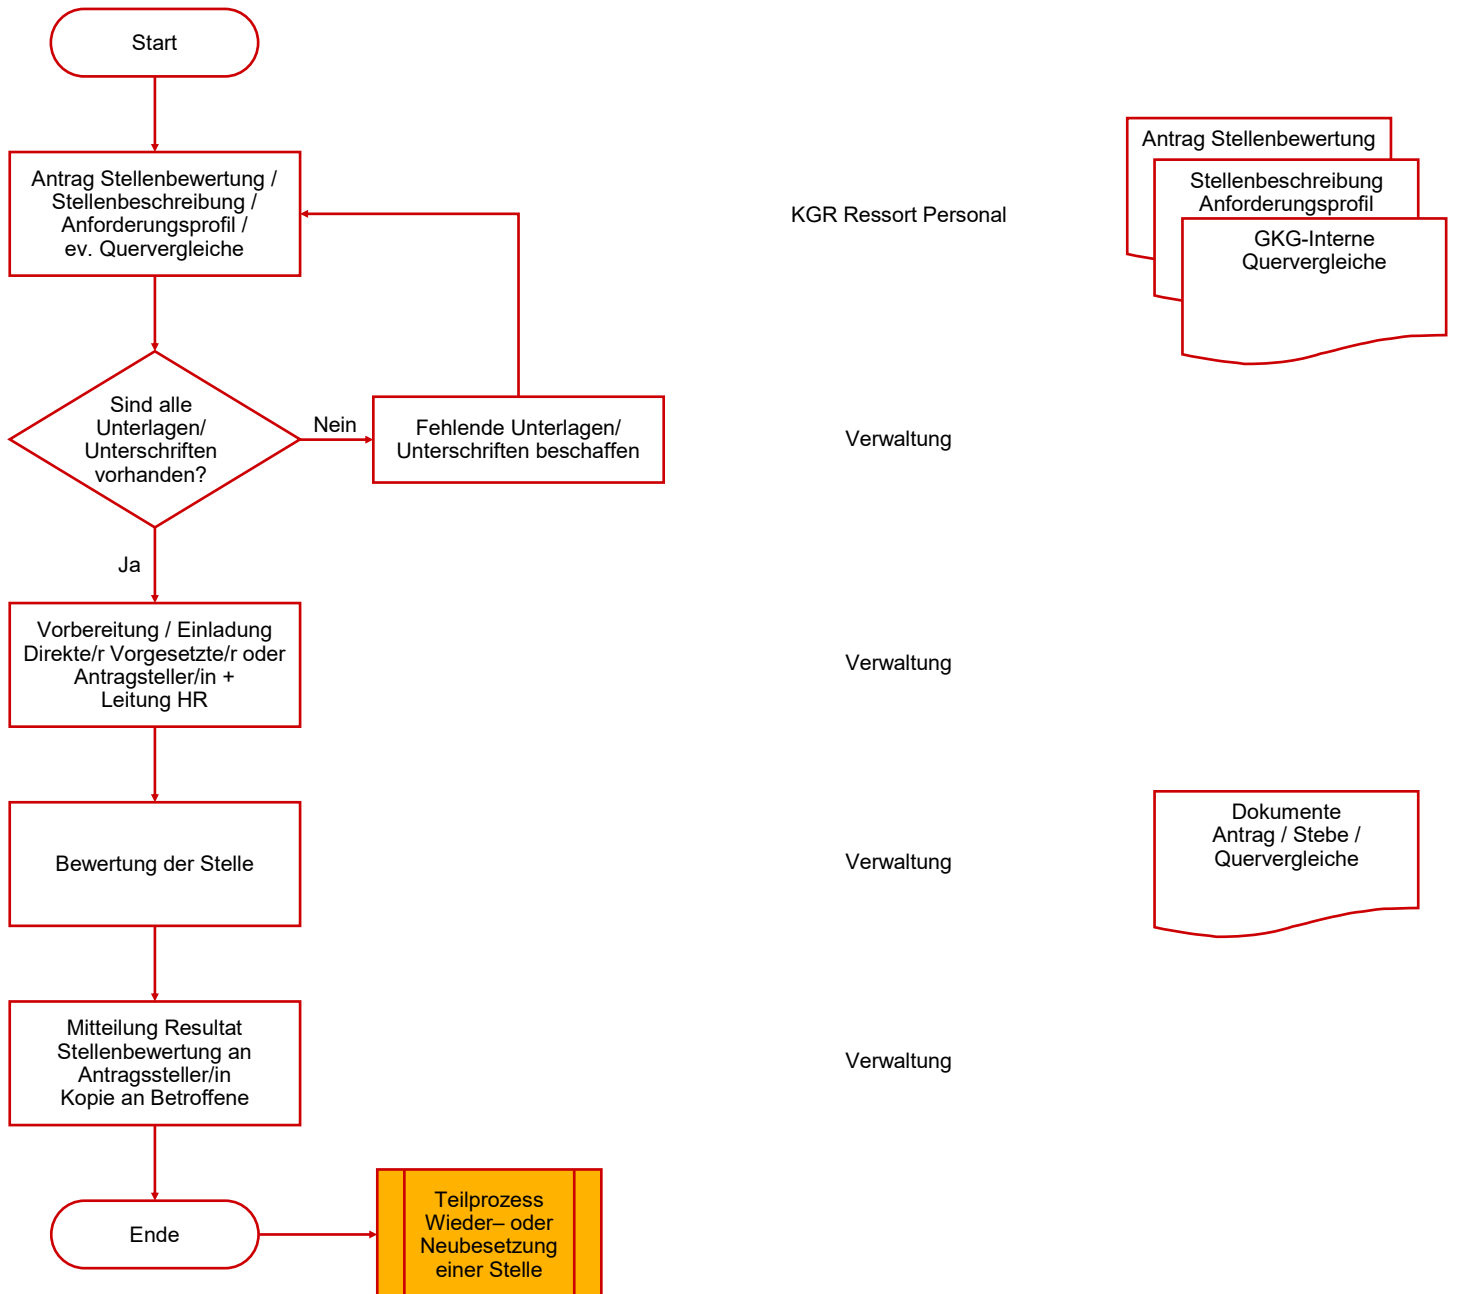 Start
Antrag Stellenbewertung /
Stellenbeschreibung /
Anforderungsprofil /
ev. Quervergleiche
KGR Ressort Personal
Antrag Stellenbewertung
Stellenbeschreibung
Anforderungsprofil
GKG-Interne
Quervergleiche
Sind alle
Unterlagen/
Unterschriften
vorhanden?
Nein
Fehlende Unterlagen/
Unterschriften beschaffen
Verwaltung
Ja
Vorbereitung / Einladung
Direkte/r Vorgesetzte/r oder
Antragsteller/in +
Leitung HR
Verwaltung
Bewertung der Stelle
Verwaltung
Dokumente
Antrag / Stebe /
Quervergleiche
Mitteilung Resultat
Stellenbewertung an
Antragssteller/in
Kopie an Betroffene
Verwaltung
Ende
Teilprozess
Wieder– oder
Neubesetzung
einer Stelle